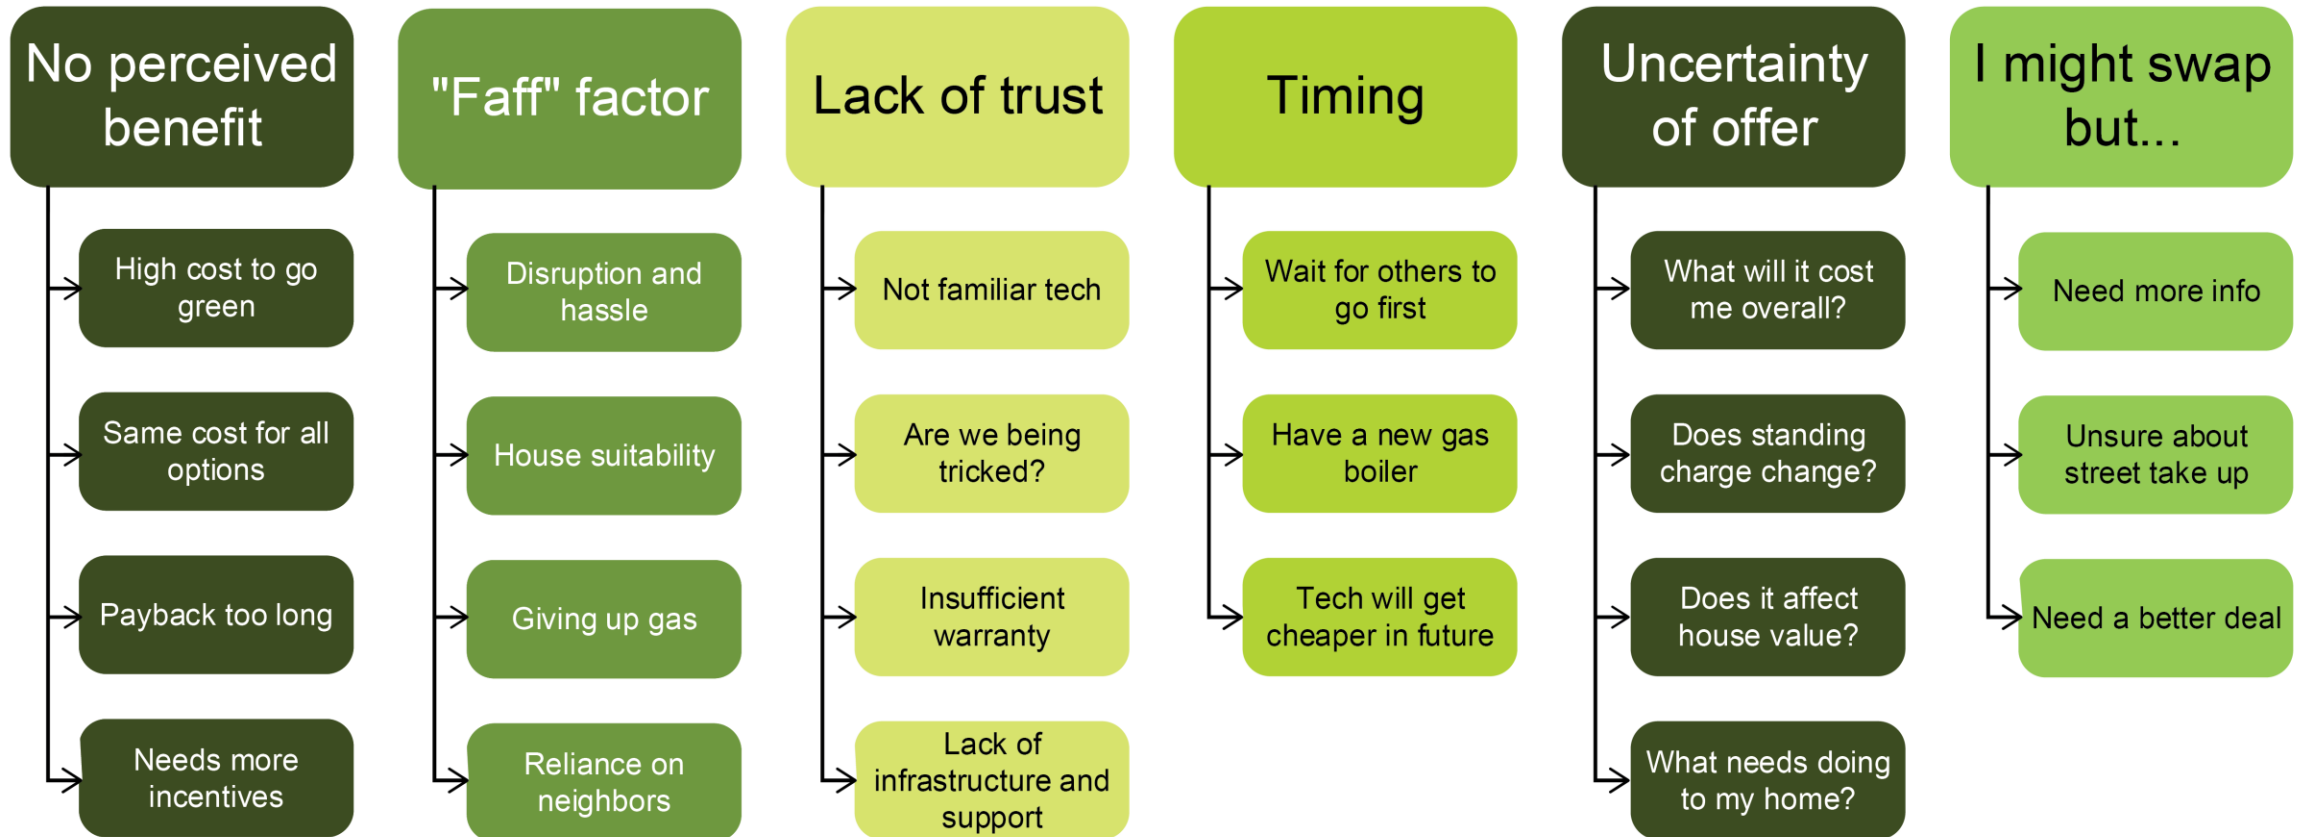 No perceived
benefit
High cost to go
green
Same cost for all
options
Payback too long
Needs more
incentives
"Faff" factor
Disruption and
hassle
House suitability
Giving up gas
Reliance on
neighbors
Lack of trust
Not familiar tech
Are we being
tricked?
Insufficient
warranty
Lack of
infrastructure and
support
Timing
Wait for others to
go first
Have a new gas
boiler
Tech will get
cheaper in future
Uncertainty
of offer
What will it cost
me overall?
Does standing
charge change?
Does it affect
house value?
What needs doing
to my home?
I might swap
but...
Need more info
Unsure about
street take up
Need a better deal